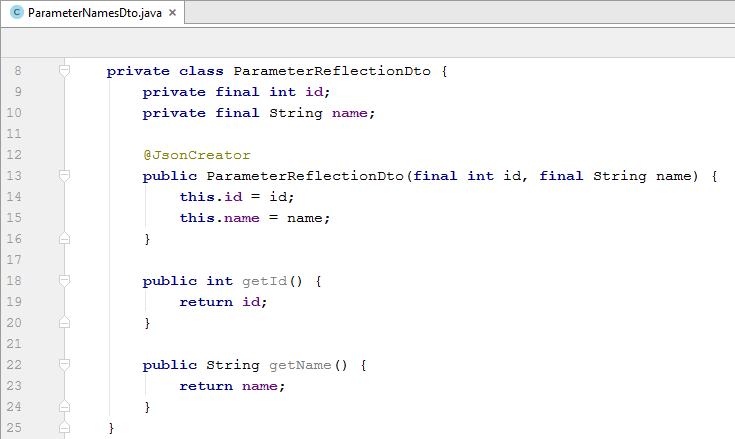 C ParameterNamesDto.java ×
8 private class ParameterReflectionDto {
9 private final int id;
10 private final String name;
11
12 @JsonCreator
13 public ParameterReflectionDto(final int id, final String name) {
14 this.id = id;
15 this.name = name;
16 }
17
18 public int getId() {
19 return id;
20 }
21
22 public String getName() {
23 return name;
24 }
25 }